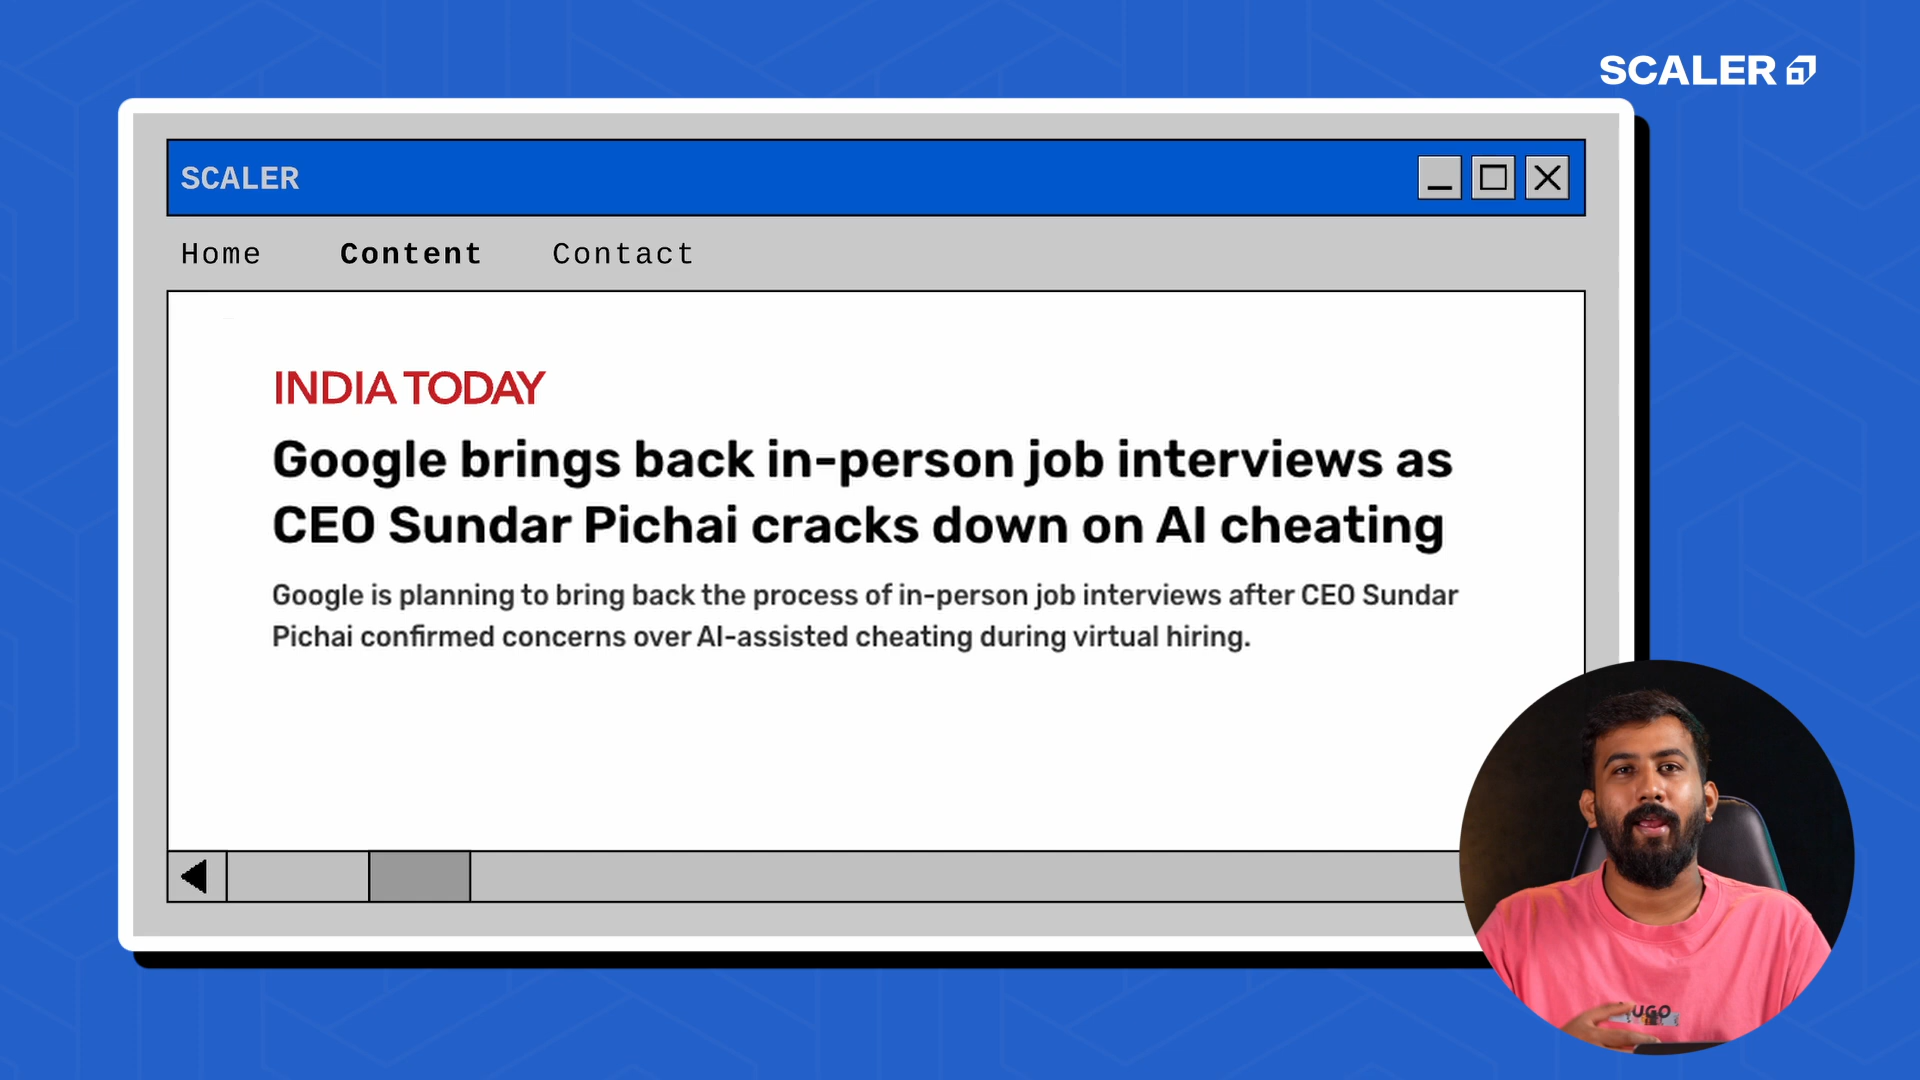 SCALER
SCALER
Home Content Contact
INDIA TODAY
Google brings back in-person job interviews as
CEO Sundar Pichai cracks down on AI cheating
Google is planning to bring back the process of in-person job interviews after CEO Sundar
Pichai confirmed concerns over AI-assisted cheating during virtual hiring.
UGO